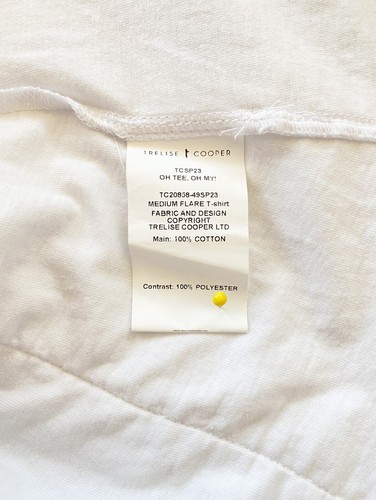 TRELISE COOPER
TCSP23
OH TEE, OH MY!
TC20858-49SP23
MEDIUM FLARE T-shirt
FABRIC AND DESIGN
COPYRIGHT
TRELISE COOPER LTD
Main: 100% COTTON
Contrast: 100% POLYESTER